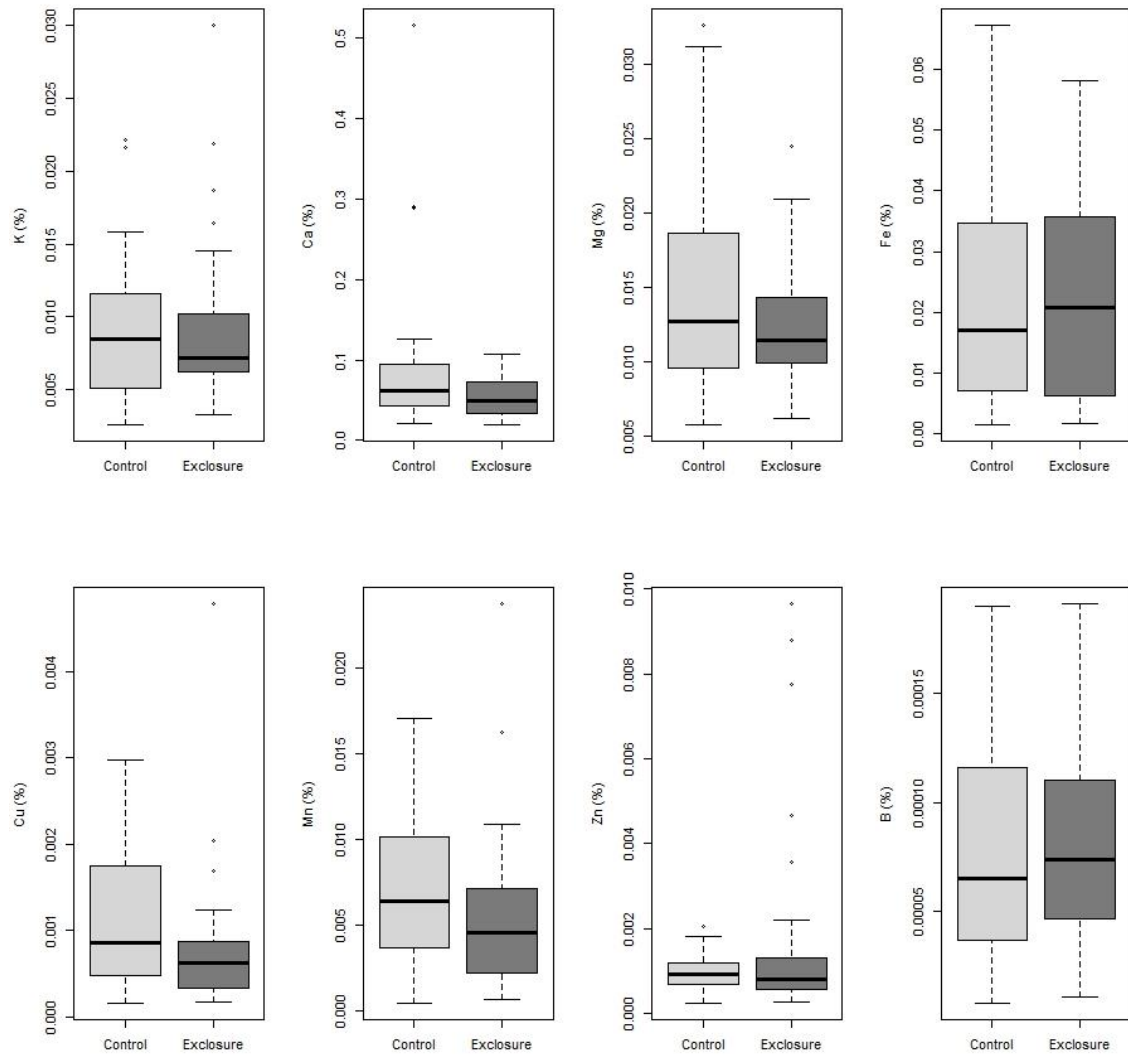 K (%)
0.005
0.010
0.015
0.020
0.025
0.030
Control
Exclosure
Ca (%)
0.0
0.1
0.2
0.3
0.4
0.5
Control
Exclosure
Mg (%)
0.005
0.010
0.015
0.020
0.025
0.030
Control
Exclosure
Fe (%)
0.00
0.01
0.02
0.03
0.04
0.05
0.06
Control
Exclosure
Cu (%)
0.000
0.001
0.002
0.003
0.004
Control
Exclosure
Mn (%)
0.000
0.005
0.010
0.015
0.020
Control
Exclosure
Zn (%)
0.000
0.002
0.004
0.006
0.008
0.010
Control
Exclosure
B (%)
0.00005
0.00010
0.00015
Control
Exclosure